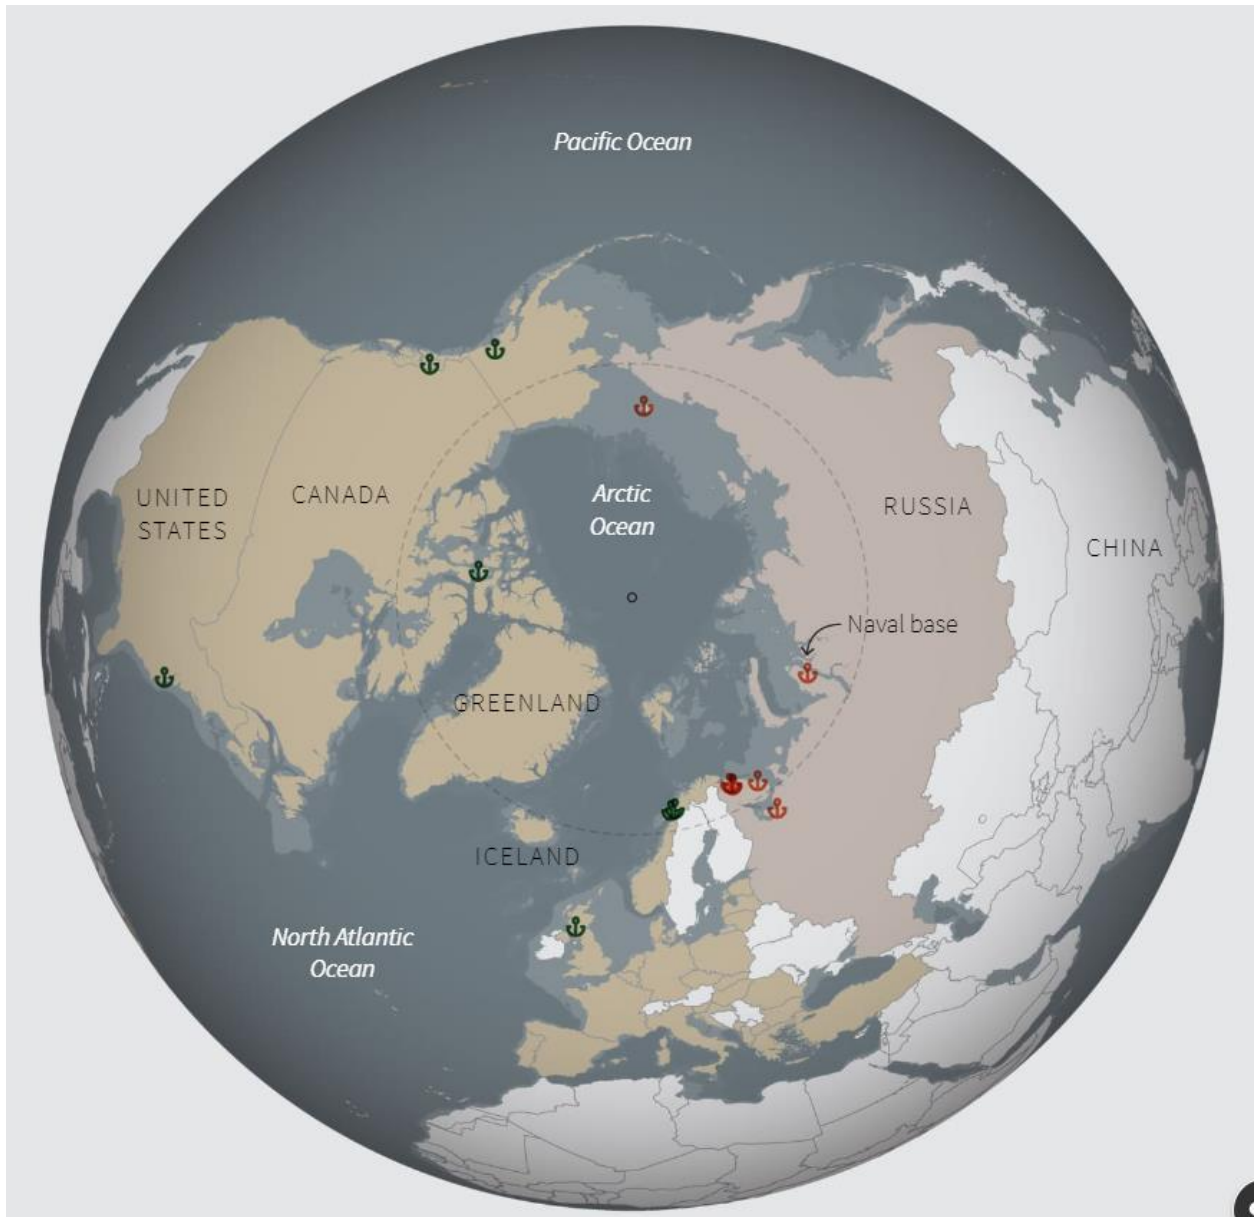 Pacific Ocean
UNITED
STATES
CANADA
Arctic
Ocean
RUSSIA
CHINA
Naval base
GREENLAND
ICELAND
North Atlantic
Ocean